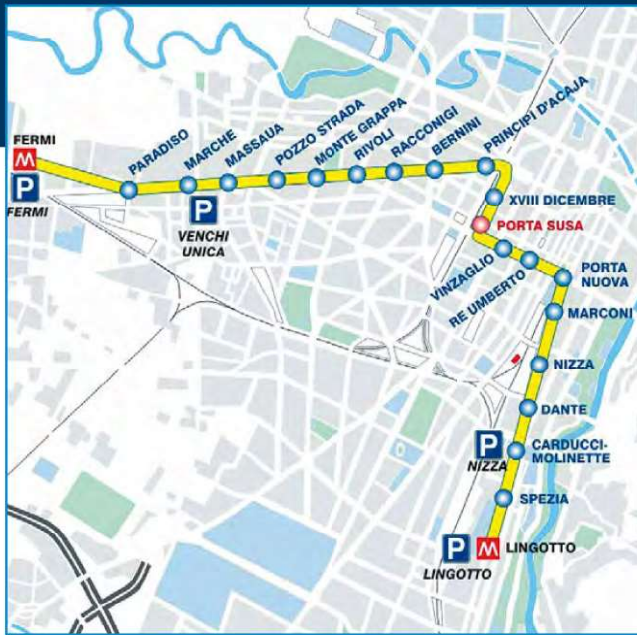 FERMI
M
P
FERMI
PARADISO
MARCHE
MASSAUA
POZZO STRADA
MONTE GRAPPA
RIVOLI
RACCONIGI
BERNINI
PRINCIPI D'ACAJA
P
VENCHI
UNICA
XVIII DICEMBRE
PORTA SUSA
VINZAGLIO
RE UMBERTO
PORTA
NUOVA
MARCONI
NIZZA
DANTE
P
NIZZA
CARDUCCI-
MOLINETTE
SPEZIA
P
LINGOTTO
M
LINGOTTO